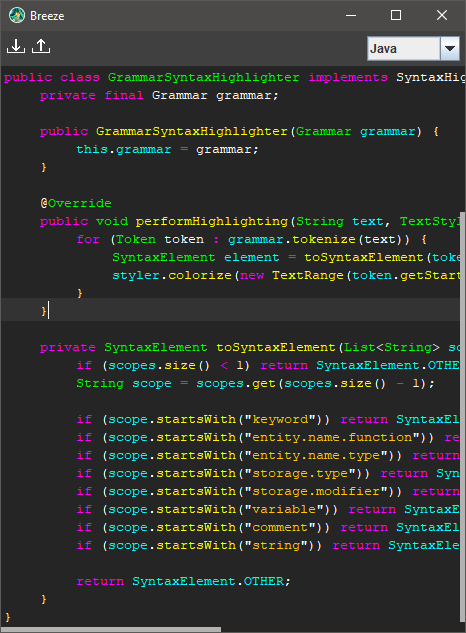 Breeze
Java
public class GrammarSyntaxHighlighter implements SyntaxHig
    private final Grammar grammar;

    public GrammarSyntaxHighlighter(Grammar grammar) {
        this.grammar = grammar;
    }

    @Override
    public void performHighlighting(String text, TextStyl
        for (Token token : grammar.tokenize(text)) {
            SyntaxElement element = toSyntaxElement(toke
            styler.colorize(new TextRange(token.getStart
        }
    }

    private SyntaxElement toSyntaxElement(List<String> sc
        if (scopes.size() < 1) return SyntaxElement.OTHE
        String scope = scopes.get(scopes.size() - 1);

        if (scope.startsWith("keyword")) return SyntaxEl
        if (scope.startsWith("entity.name.function")) re
        if (scope.startsWith("entity.name.type")) return
        if (scope.startsWith("storage.type")) return Syn
        if (scope.startsWith("storage.modifier")) return
        if (scope.startsWith("variable")) return SyntaxE
        if (scope.startsWith("comment")) return SyntaxEl
        if (scope.startsWith("string")) return SyntaxEle

        return SyntaxElement.OTHER;
    }
}